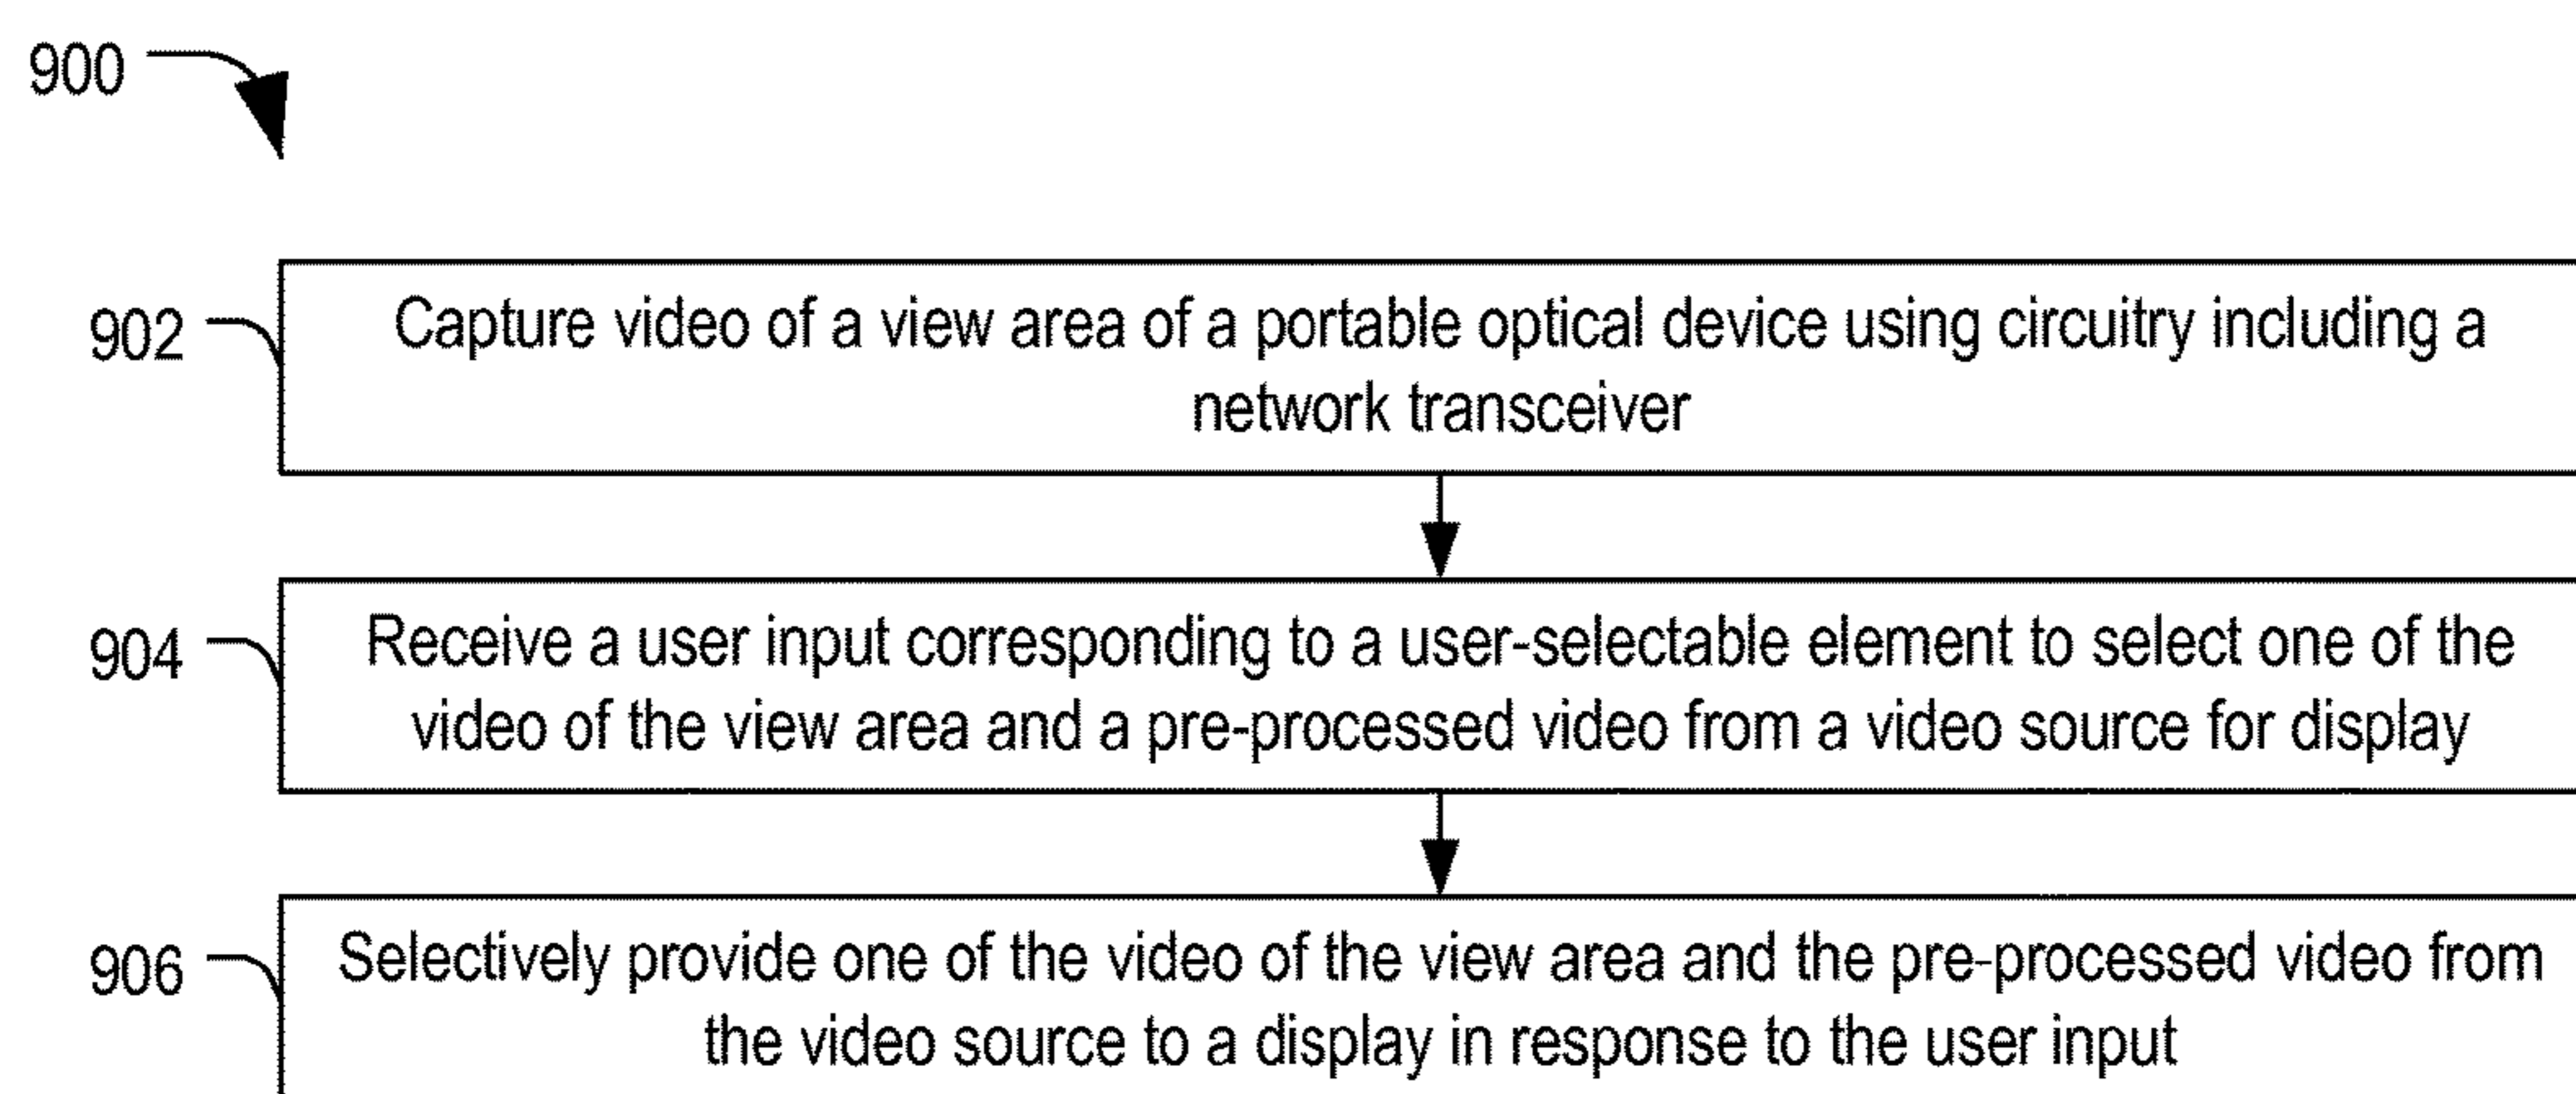 900
902
Capture video of a view area of a portable optical device using circuitry including a
network transceiver
904
Receive a user input corresponding to a user-selectable element to select one of the
video of the view area and a pre-processed video from a video source for display
906
Selectively provide one of the video of the view area and the pre-processed video from
the video source to a display in response to the user input